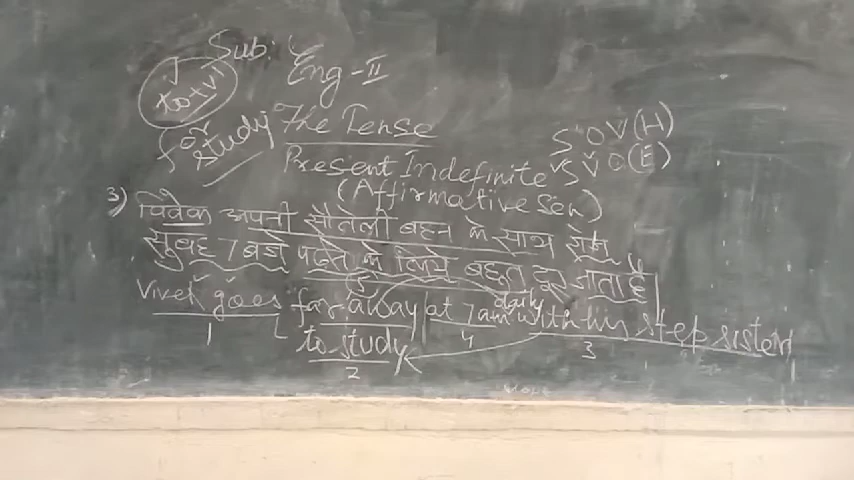 Sub: Eng-II
to+v1
for study
The Tense
S O V (H)
Present Indefinite
S V O (E)
(Affirmative Sen)
3) विवेक अपनी सौतेली बहन के साथ रोज
सुबह 7 बजे पढ़ने के लिये बहुत दूर जाता है।
Vivek goes far away at 7 am daily with his step sister
1 4 3
to study
2